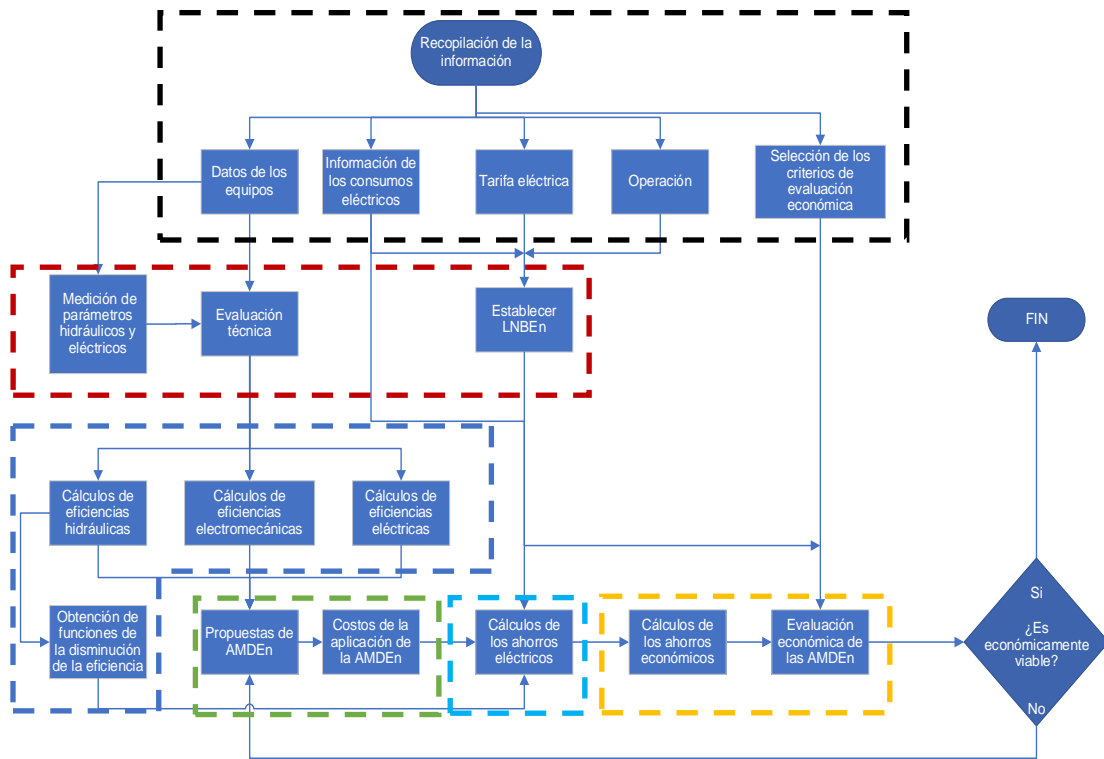 Recopilación de la
información
Datos de los
equipos
Información de
los consumos
eléctricos
Tarifa eléctrica
Operación
Selección de los
criterios de
evaluación
económica
Medición de
parámetros
hidráulicos y
eléctricos
Evaluación
técnica
Establecer
LNBEn
FIN
Cálculos de
eficiencias
hidráulicas
Cálculos de
eficiencias
electromecánicas
Cálculos de
eficiencias
eléctricas
Obtención de
funciones de
la disminución
de la eficiencia
Propuestas de
AMDEn
Costos de la
aplicación de
la AMDEn
Cálculos de
los ahorros
eléctricos
Cálculos de
los ahorros
económicos
Evaluación
económica de
las AMDEn
Si
¿Es
económicamente
viable?
No